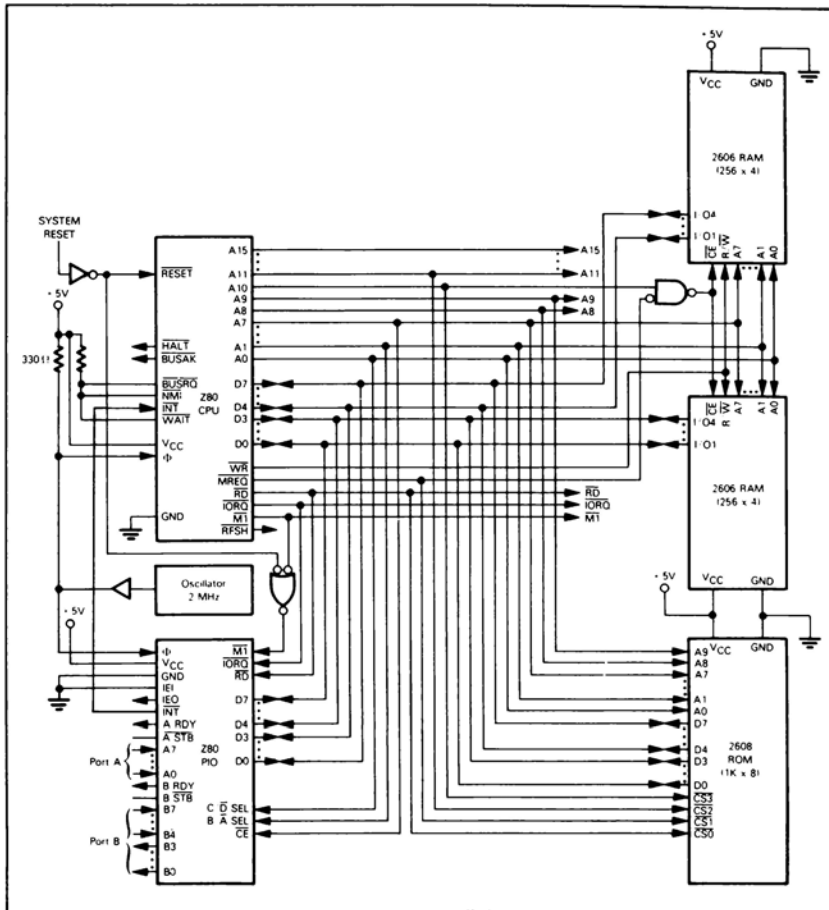 + 5V
VCC
GND
2606 RAM
(256 x 4)
I/O4
I/O1
CE
R/W
A7
A1
A0
SYSTEM
RESET
+ 5V
330Ω
RESET
HALT
BUSAK
BUSRQ
NMI
INT
WAIT
VCC
Φ
GND
Z80
CPU
A15
A11
A10
A9
A8
A7
A1
A0
D7
D4
D3
D0
WR
MREQ
RD
IORQ
M1
RFSH
A15
A11
A9
A8
RD
IORQ
M1
CE
R W
A7
A1
A0
I/O4
I/O1
2606 RAM
(256 x 4)
VCC
GND
+ 5V
Oscillator
2 MHz
+ 5V
Φ
VCC
GND
IEI
IEO
INT
A RDY
A STB
A7
A0
B RDY
B STB
B7
B4
B3
B0
Port A
Port B
Z80
PIO
M1
IORQ
RD
D7
D4
D3
D0
C D SEL
B A SEL
CE
A9
A8
A7
A1
A0
D7
D4
D3
D0
CS3
CS2
CS1
CS0
VCC
GND
2608
ROM
(1K x 8)